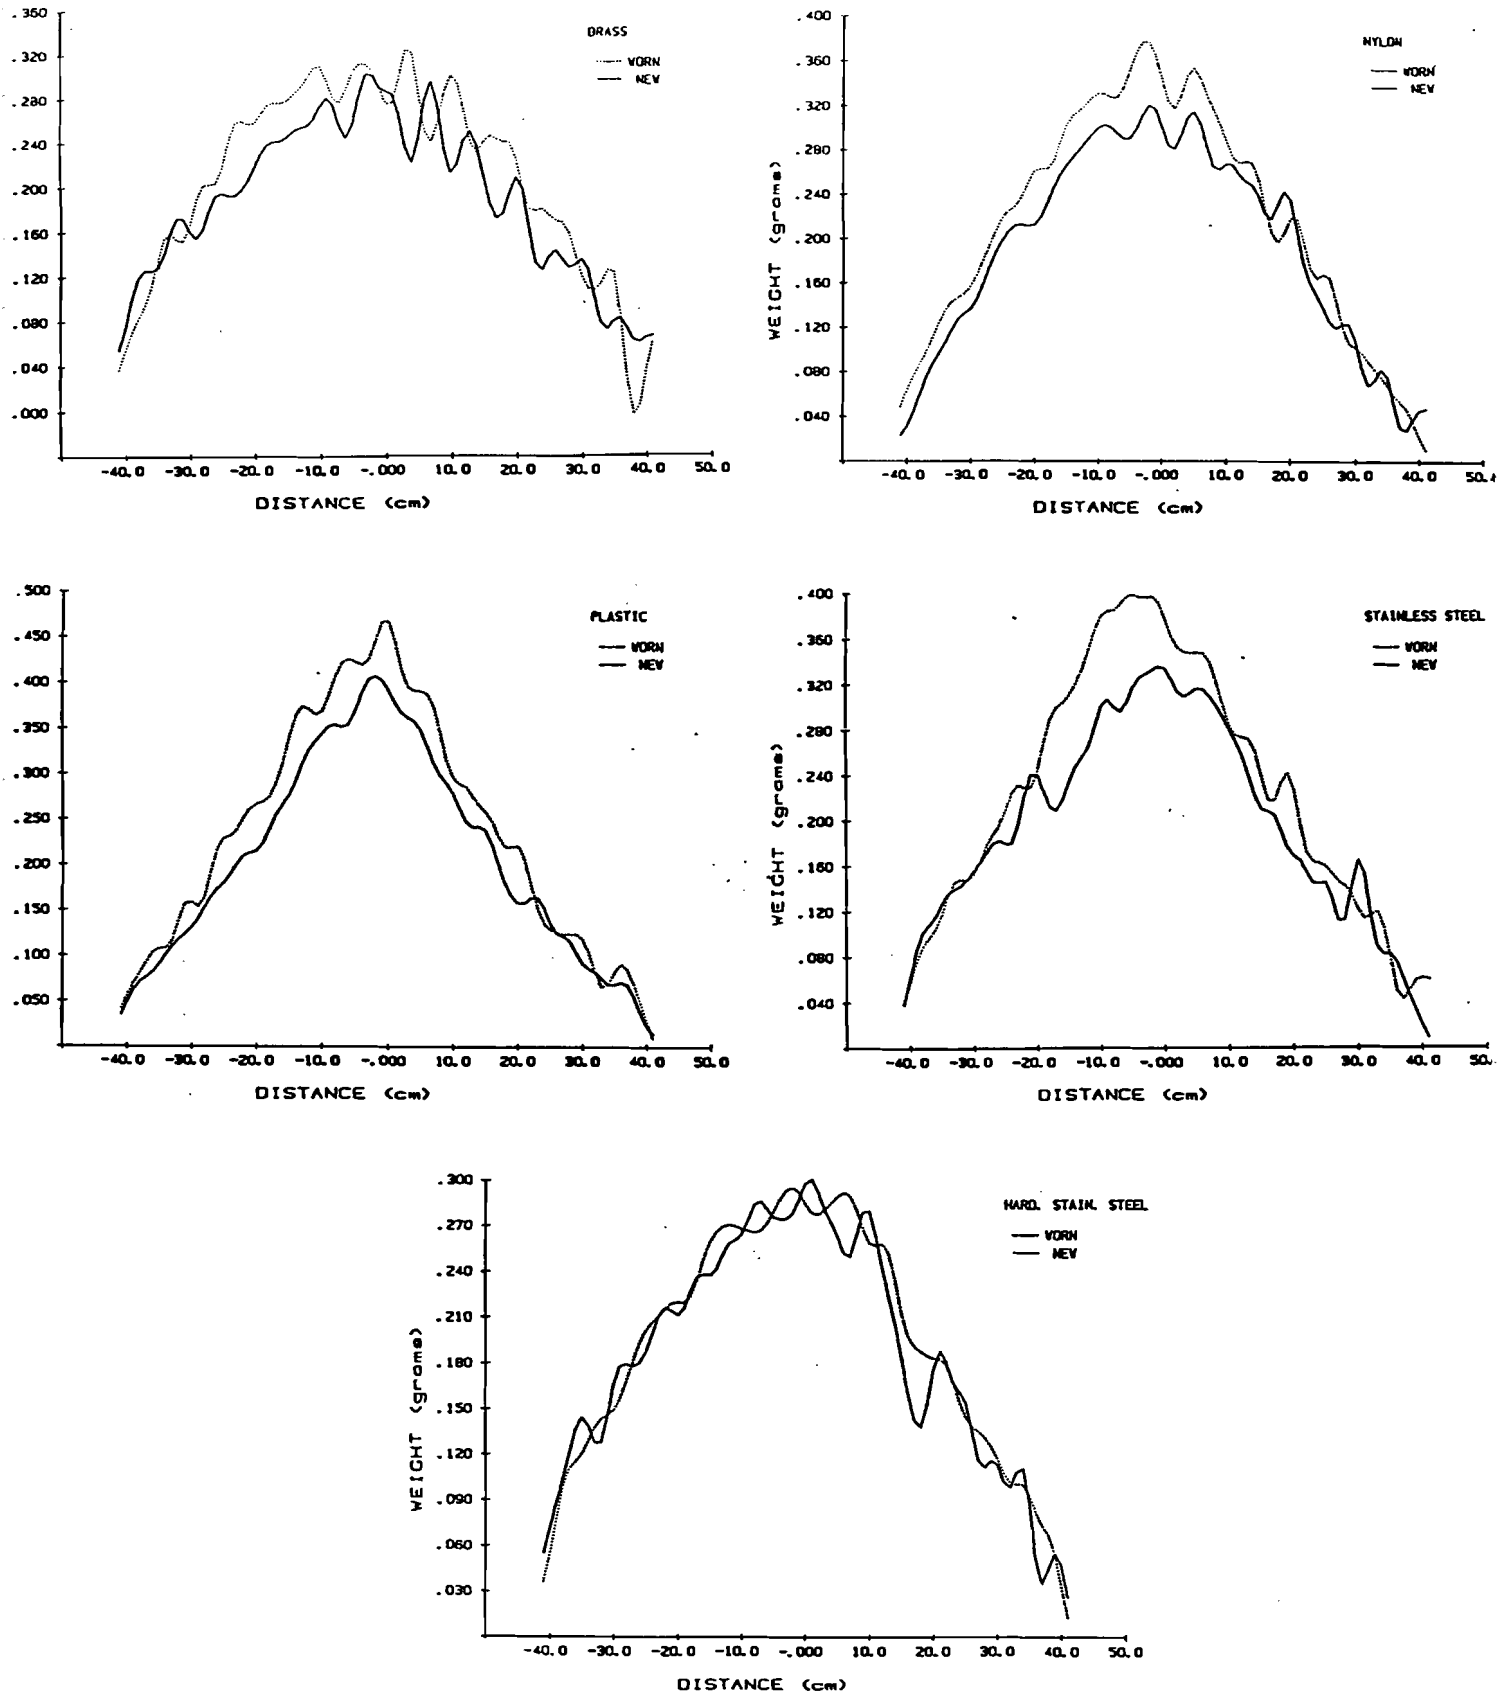 .350
.320
.280
.240
.200
.160
.120
.080
.040
.000
BRASS
WORN
NEW
-40.0 -30.0 -20.0 -10.0 -.000 10.0 20.0 30.0 40.0 50.0
DISTANCE (cm)
.400
.360
.320
.280
.240
.200
.160
.120
.080
.040
WEIGHT (grams)
NYLON
WORN
NEW
-40.0 -30.0 -20.0 -10.0 -.000 10.0 20.0 30.0 40.0 50.
DISTANCE (cm)
.500
.450
.400
.350
.300
.250
.200
.150
.100
.050
PLASTIC
WORN
NEW
-40.0 -30.0 -20.0 -10.0 -.000 10.0 20.0 30.0 40.0 50.0
DISTANCE (cm)
.400
.350
.320
.280
.240
.200
.160
.120
.080
.040
WEIGHT (grams)
STAINLESS STEEL
WORN
NEW
-40.0 -30.0 -20.0 -10.0 -.000 10.0 20.0 30.0 40.0 50.
DISTANCE (cm)
.300
.270
.240
.210
.180
.150
.120
.090
.060
.030
WEIGHT (grams)
HARD. STAIN. STEEL
WORN
NEW
-40.0 -30.0 -20.0 -10.0 -.000 10.0 20.0 30.0 40.0 50.0
DISTANCE (cm)